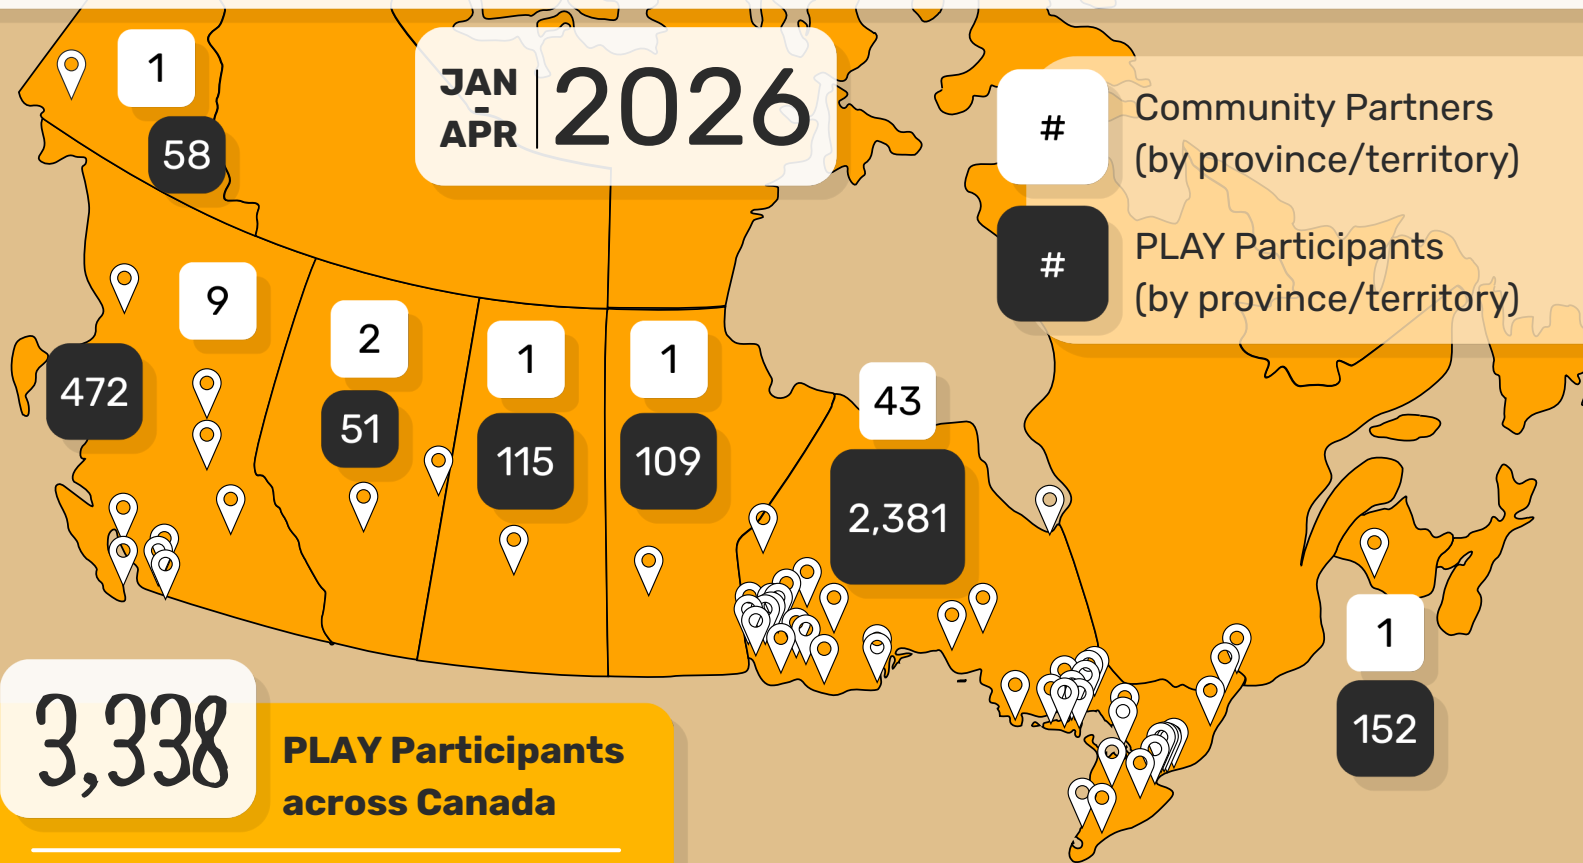 JAN
-
APR
2026
#
Community Partners
(by province/territory)
#
PLAY Participants
(by province/territory)
1
58
9
472
2
51
1
115
1
109
43
2,381
1
152
3,338
PLAY Participants
across Canada